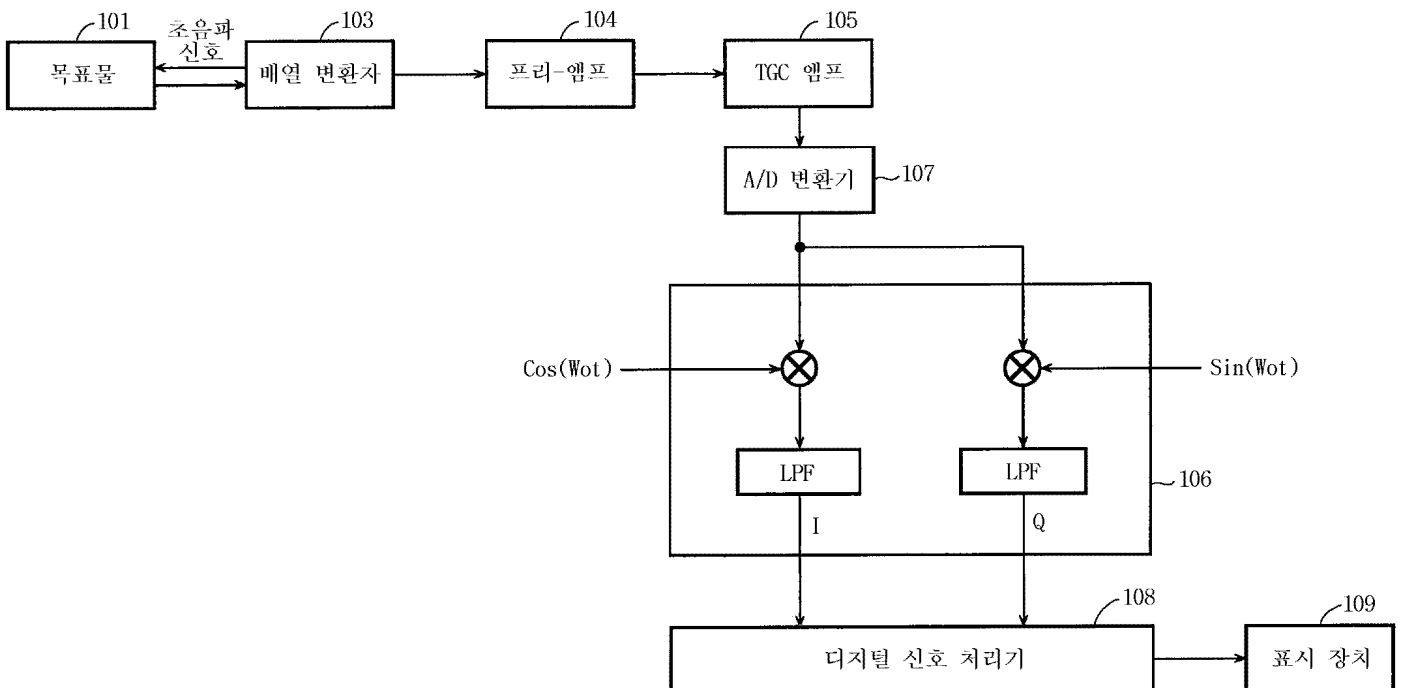 101
103
104
105
초음파
신호
목표물
배열 변환자
프리-앰프
TGC 앰프
A/D 변환기
107
Cos(Wot)
Sin(Wot)
LPF
LPF
106
I
Q
108
109
디지털 신호 처리기
표시 장치